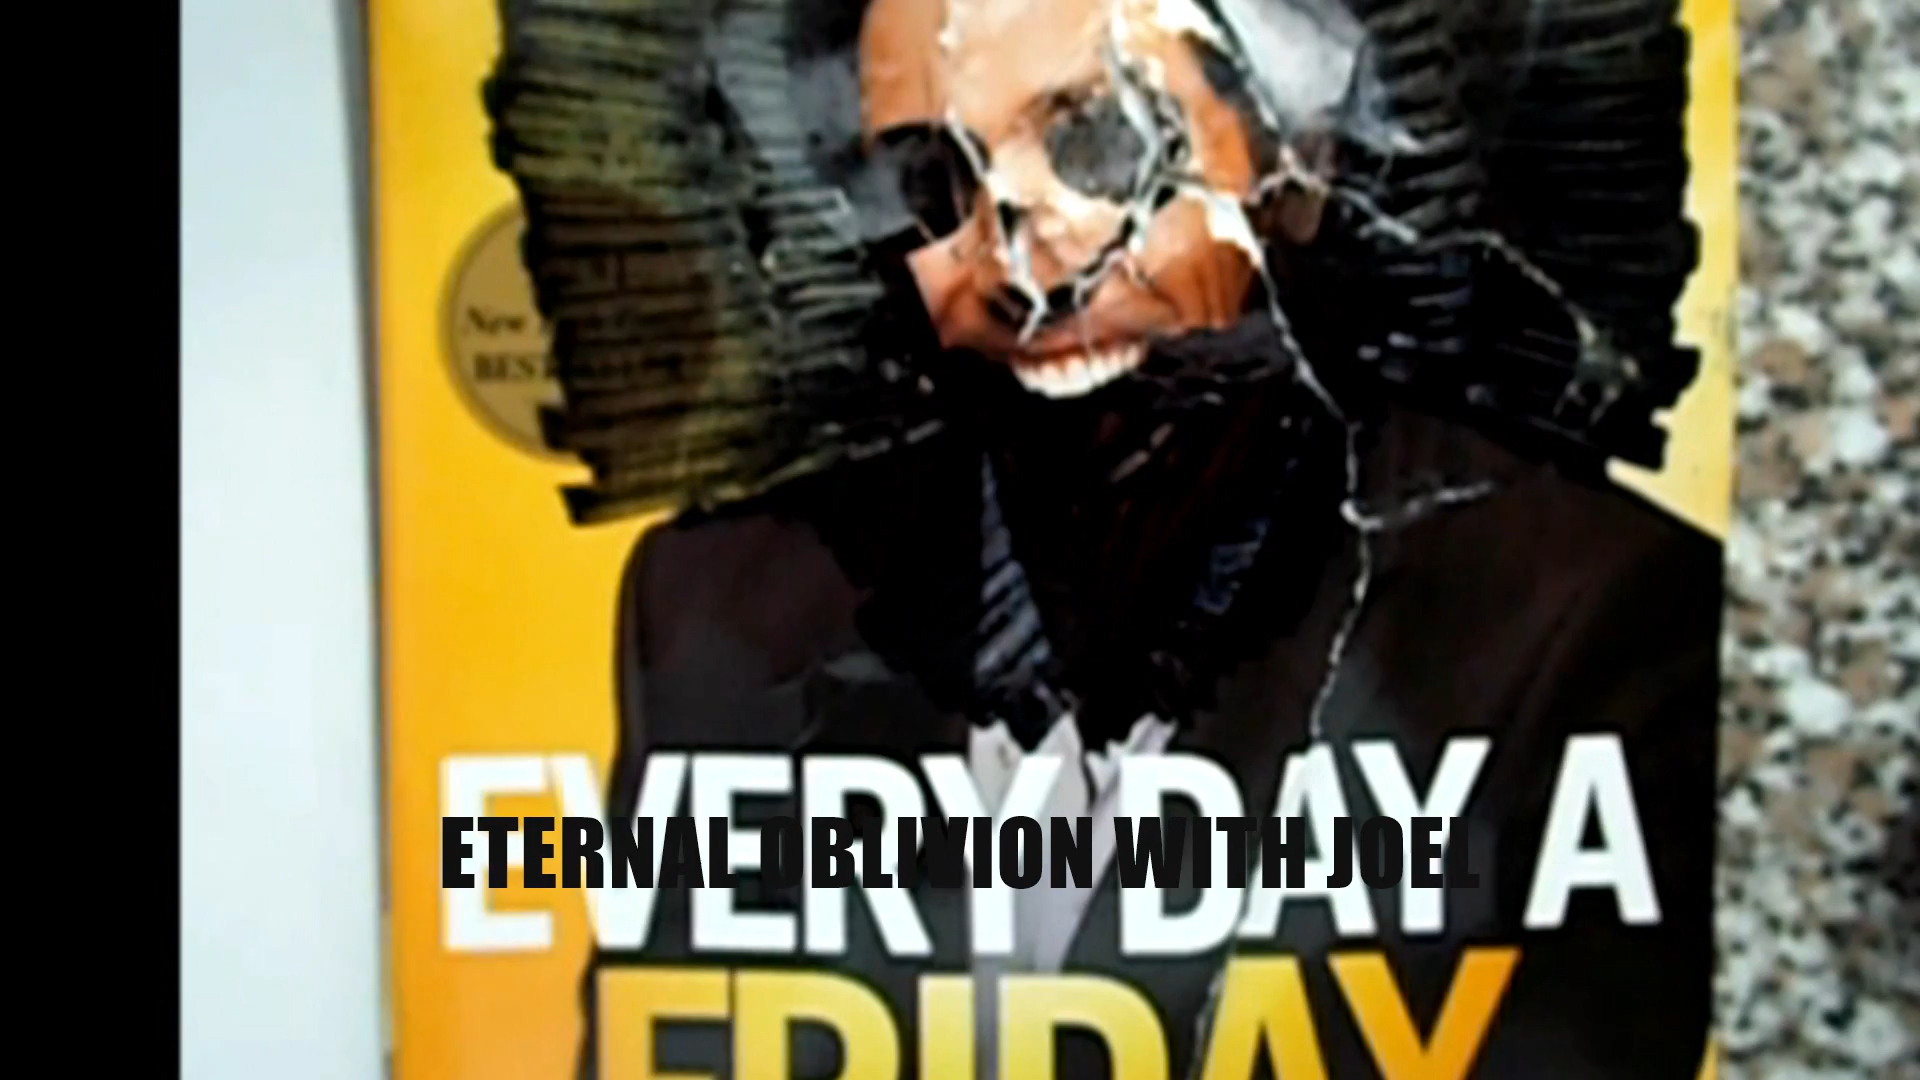 New
BEST
EVERY DAY A
ETERNAL OBLIVION WITH JOEL
FRIDAY